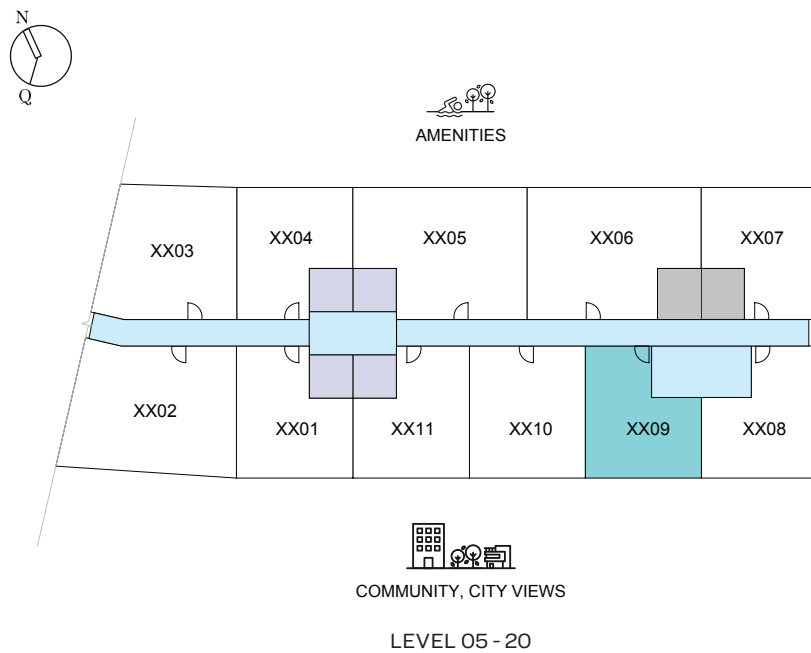 N
Q
AMENITIES
XX03
XX04
XX05
XX06
XX07
XX02
XX01
XX11
XX10
XX09
XX08
COMMUNITY, CITY VIEWS
LEVEL 05 - 20